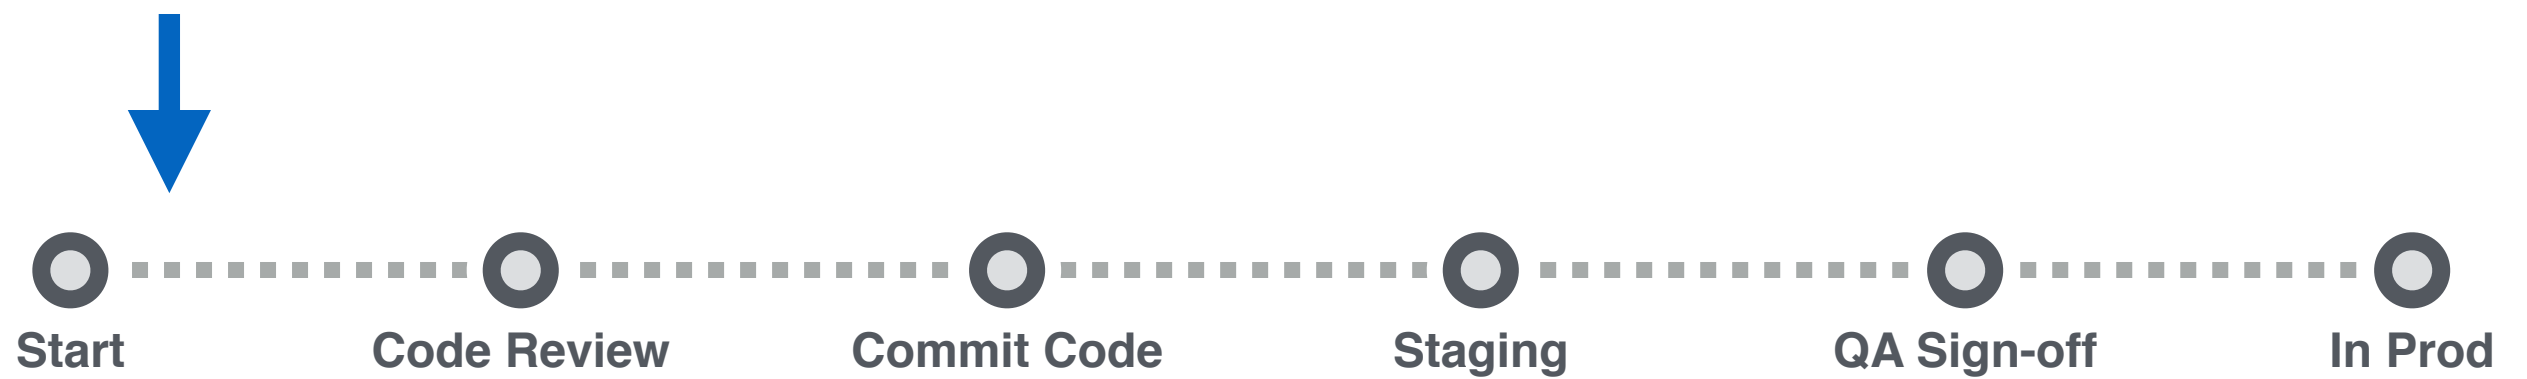 Start
Code Review
Commit Code
Staging
QA Sign-off
In Prod